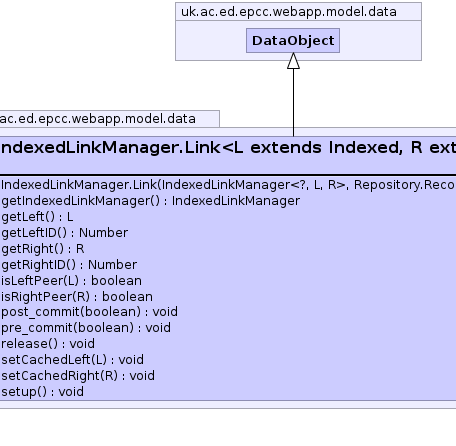 uk.ac.ed.epcc.webapp.model.data
DataObject
ac.ed.epcc.webapp.model.data
IndexedLinkManager.Link<L extends Indexed, R ext
IndexedLinkManager.Link(IndexedLinkManager<?, L, R>, Repository.Reco
getIndexedLinkManager() : IndexedLinkManager
getLeft() : L
getLeftID() : Number
getRight() : R
getRightID() : Number
isLeftPeer(L) : boolean
isRightPeer(R) : boolean
post_commit(boolean) : void
pre_commit(boolean) : void
release() : void
setCachedLeft(L) : void
setCachedRight(R) : void
setup() : void